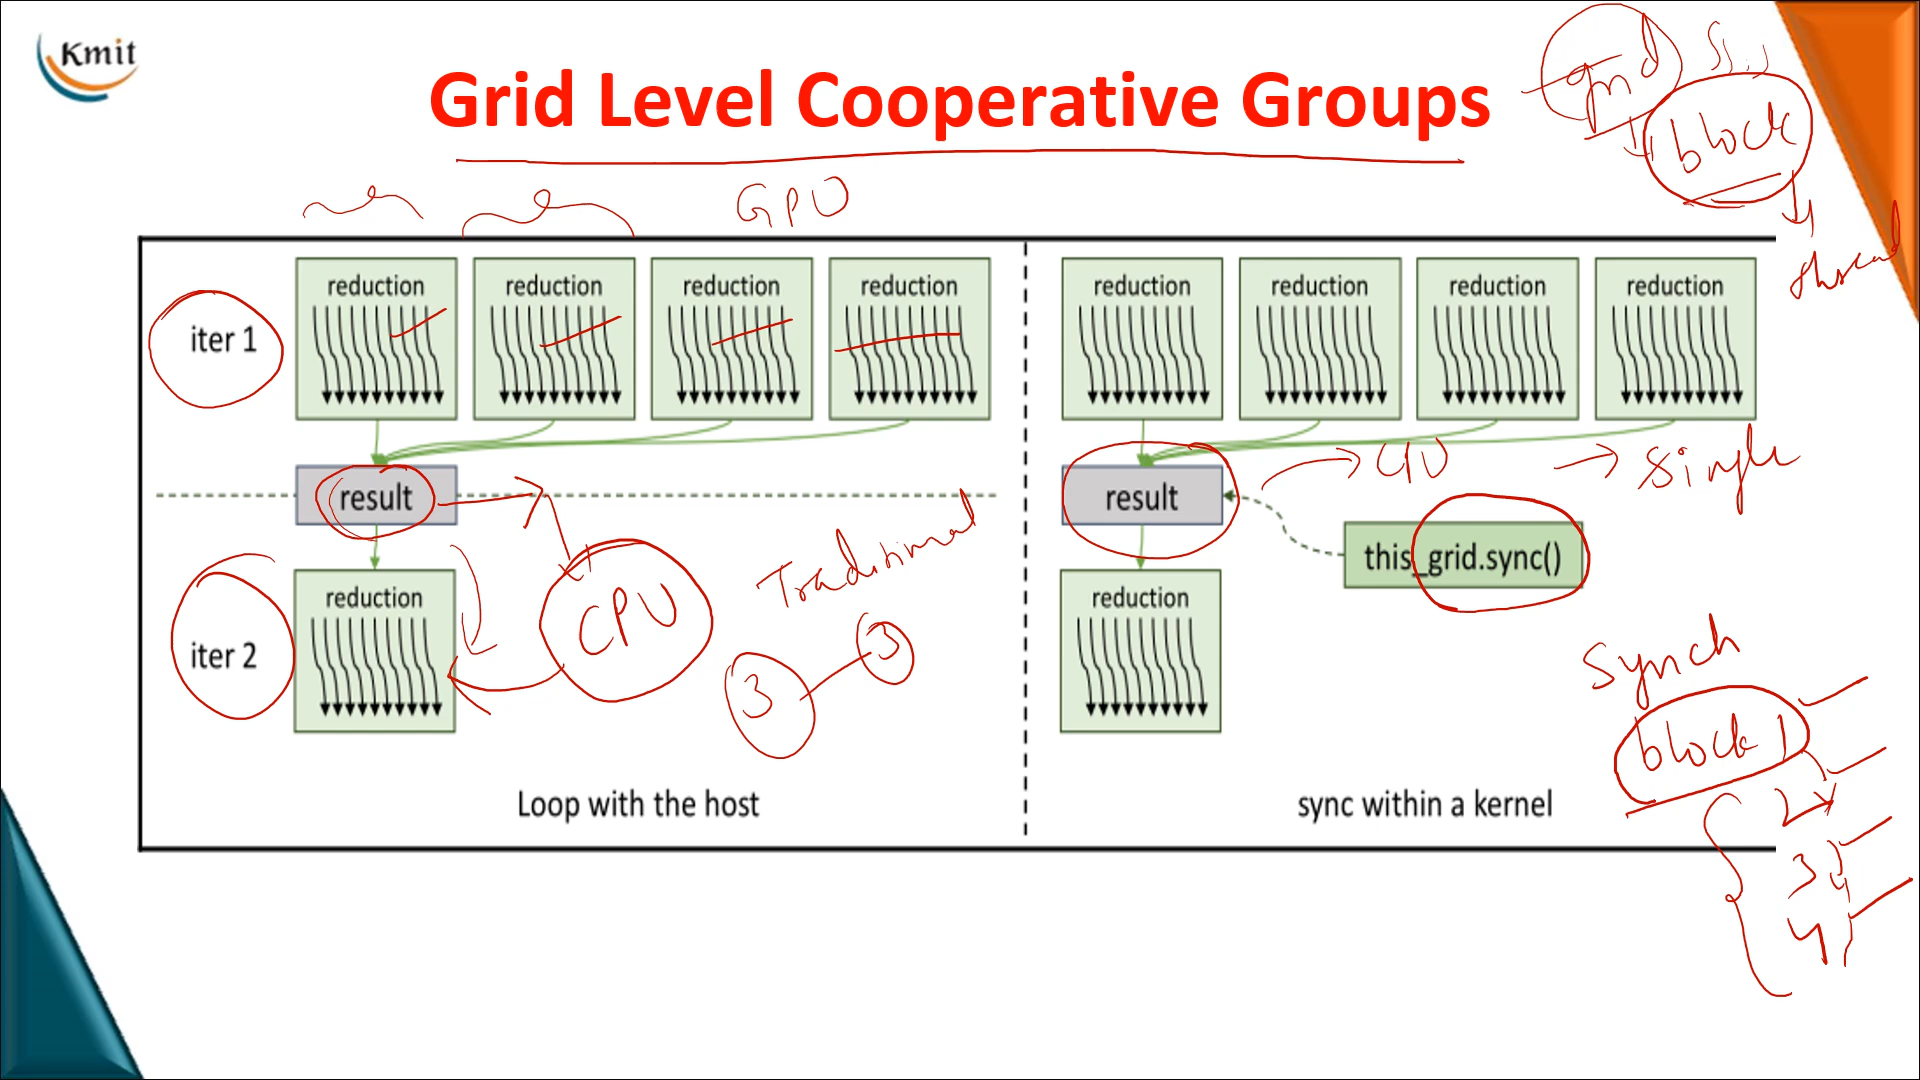 Kmit
Grid Level Cooperative Groups
grid
block
thread
GPU
iter 1
reduction
reduction
reduction
reduction
reduction
reduction
reduction
reduction
result
result
Single
this_grid.sync()
CPU
Traditional
3
3
iter 2
reduction
reduction
Synch
block 1
2
3
4
Loop with the host
sync within a kernel